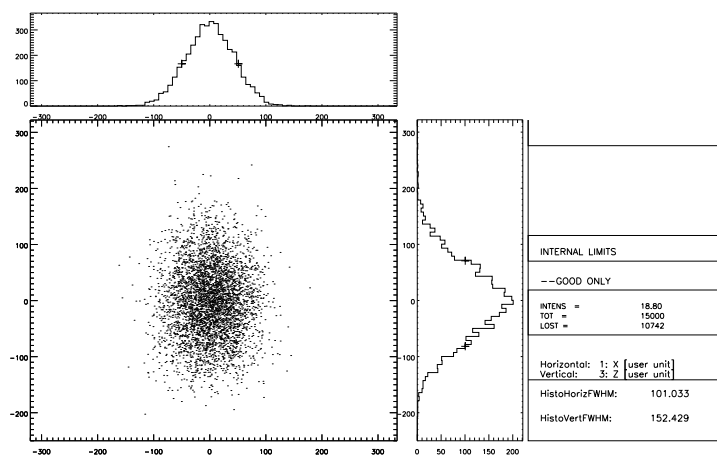 300
200
100
0
-300 -200 -100 0 100 200 300
300
200
100
0
-100
-200
-300 -200 -100 0 100 200 300
200
100
0
-100
-200
0 50 100 150 200
INTERNAL LIMITS
--GOOD ONLY
INTENS = 18.80
TOT = 15000
LOST = 10742
Horizontal: 1: X [user unit]
Vertical: 3: Z [user unit]
HistoHorizFWHM: 101.033
HistoVertFWHM: 152.429